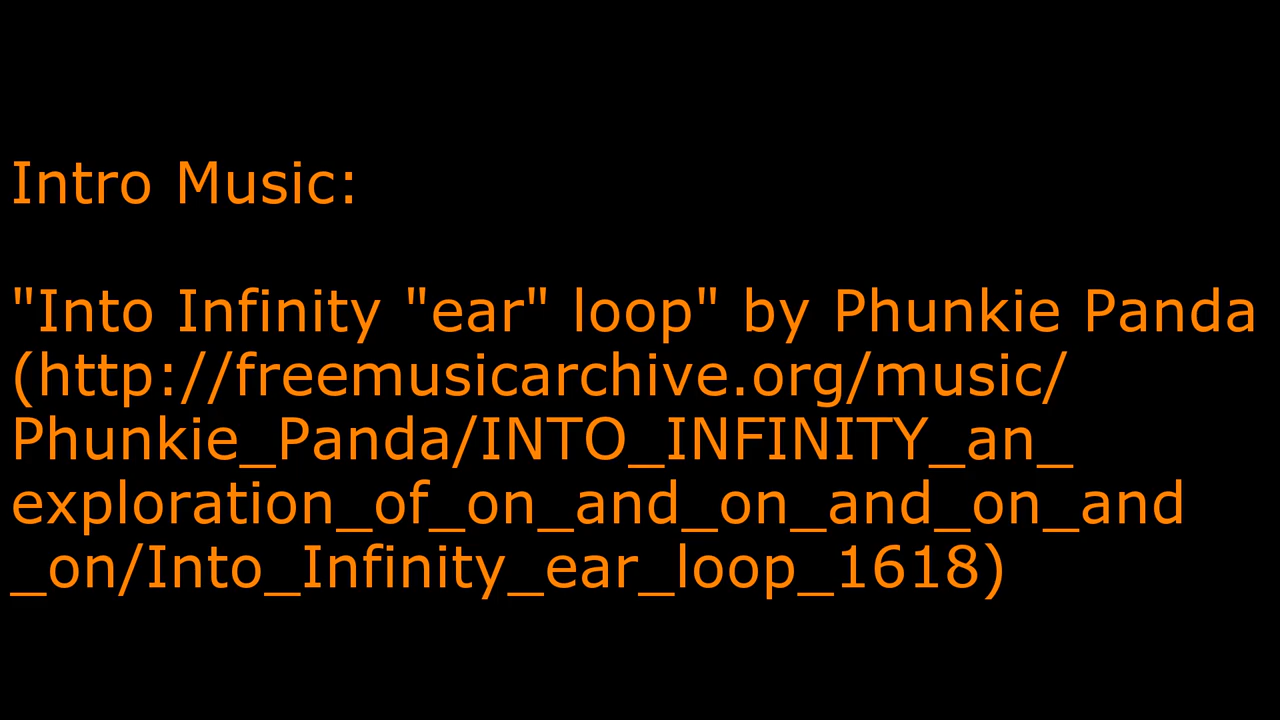 Intro Music:
"Into Infinity "ear" loop" by Phunkie Panda
(http://freemusicarchive.org/music/
Phunkie_Panda/INTO_INFINITY_an_
exploration_of_on_and_on_and_on_and
_on/Into_Infinity_ear_loop_1618)